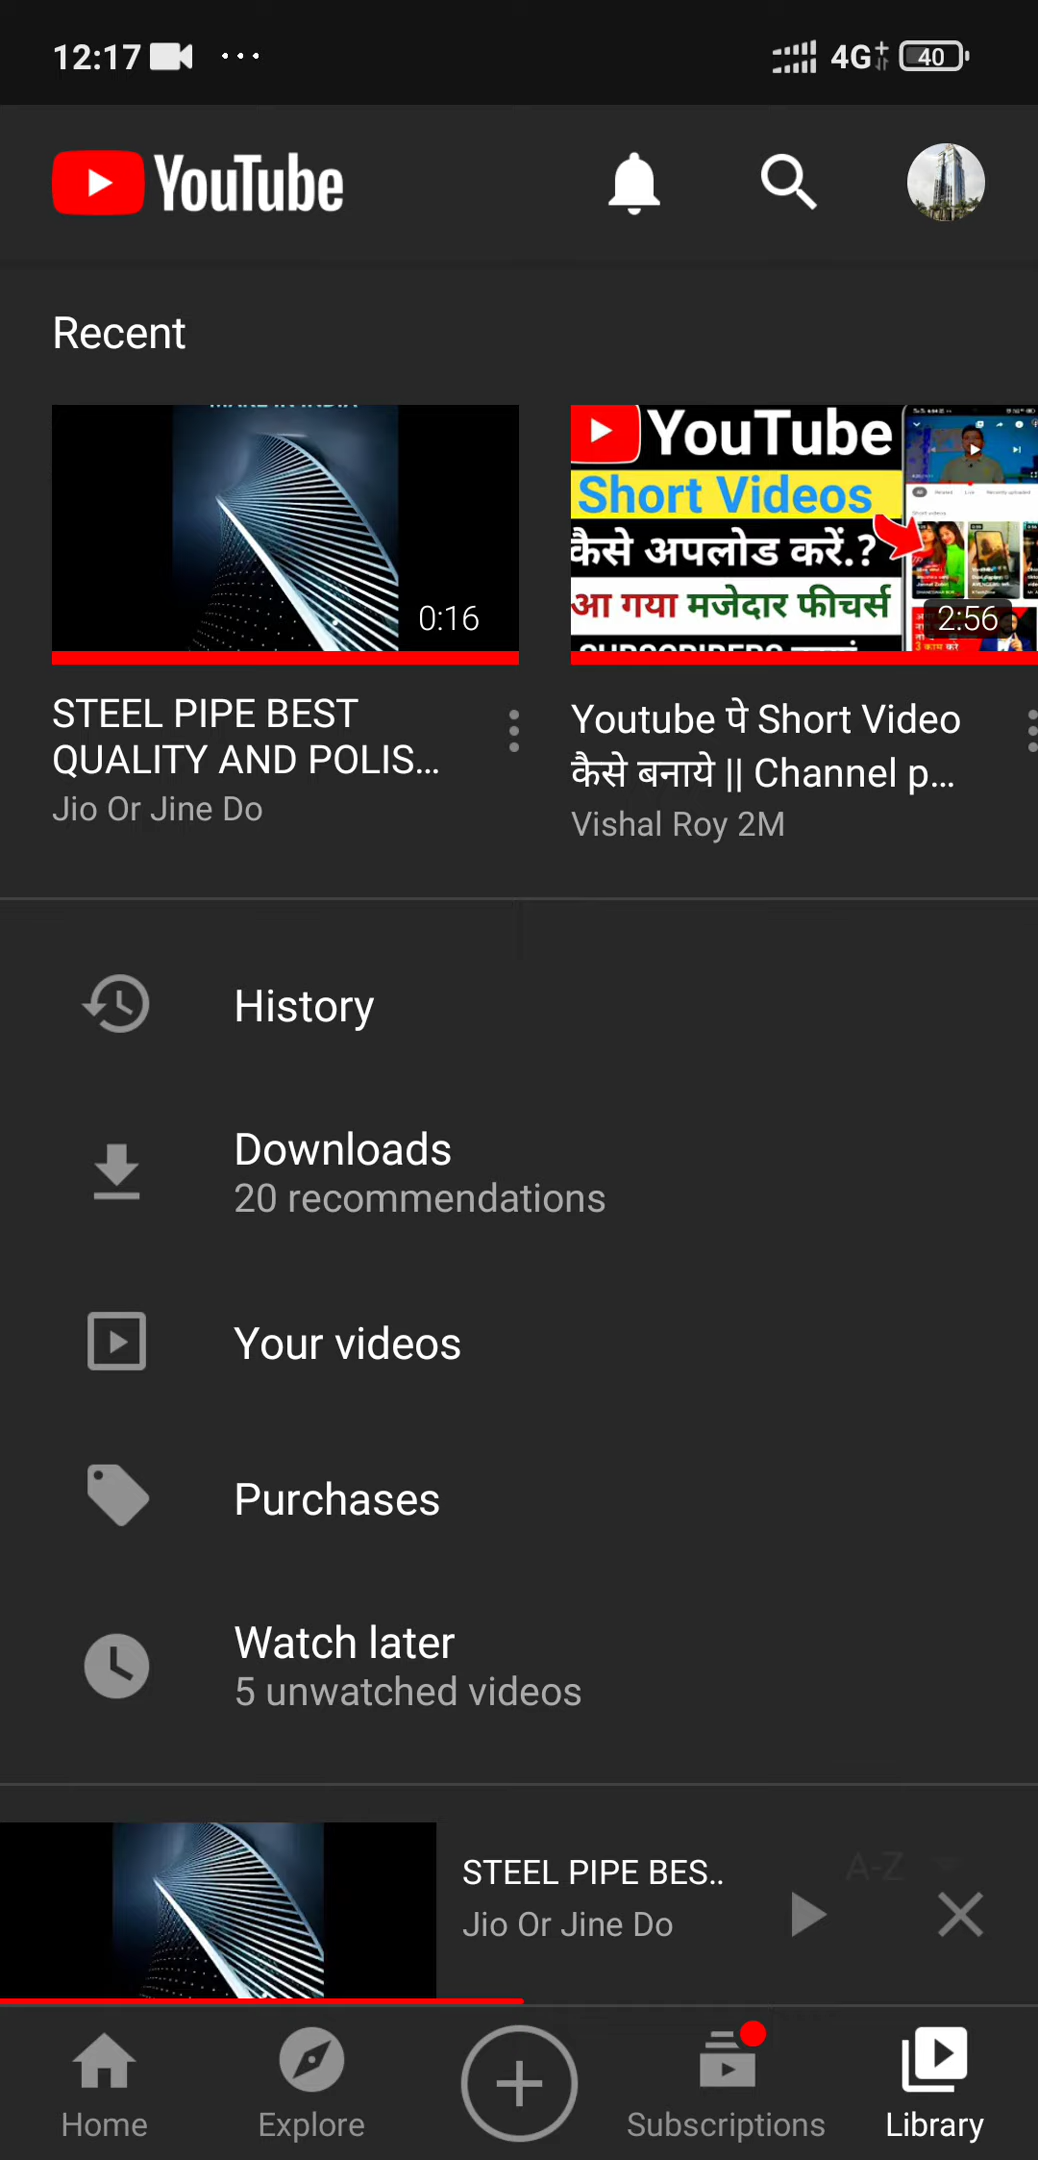 12:17 ... 4G+ 40
YouTube
Recent
0:16
YouTube
Short Videos
कैसे अपलोड करें.?
आ गया मजेदार फीचर्स
2:56
STEEL PIPE BEST
QUALITY AND POLIS...
Jio Or Jine Do
Youtube पे Short Video
कैसे बनाये || Channel p...
Vishal Roy 2M
History
Downloads
20 recommendations
Your videos
Purchases
Watch later
5 unwatched videos
A-Z
STEEL PIPE BES..
Jio Or Jine Do
Home
Explore
Subscriptions
Library